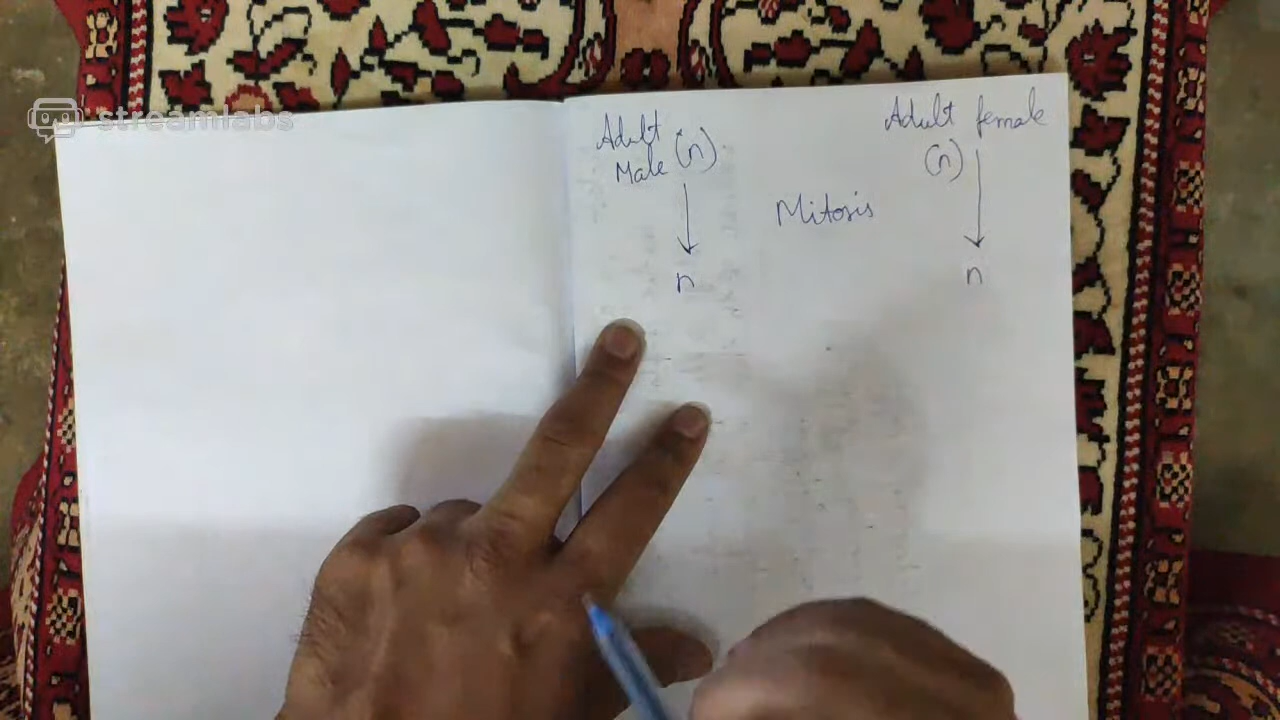 streamlabs
Adult
Male (n)
Adult female
(n)
Mitosis
n
n